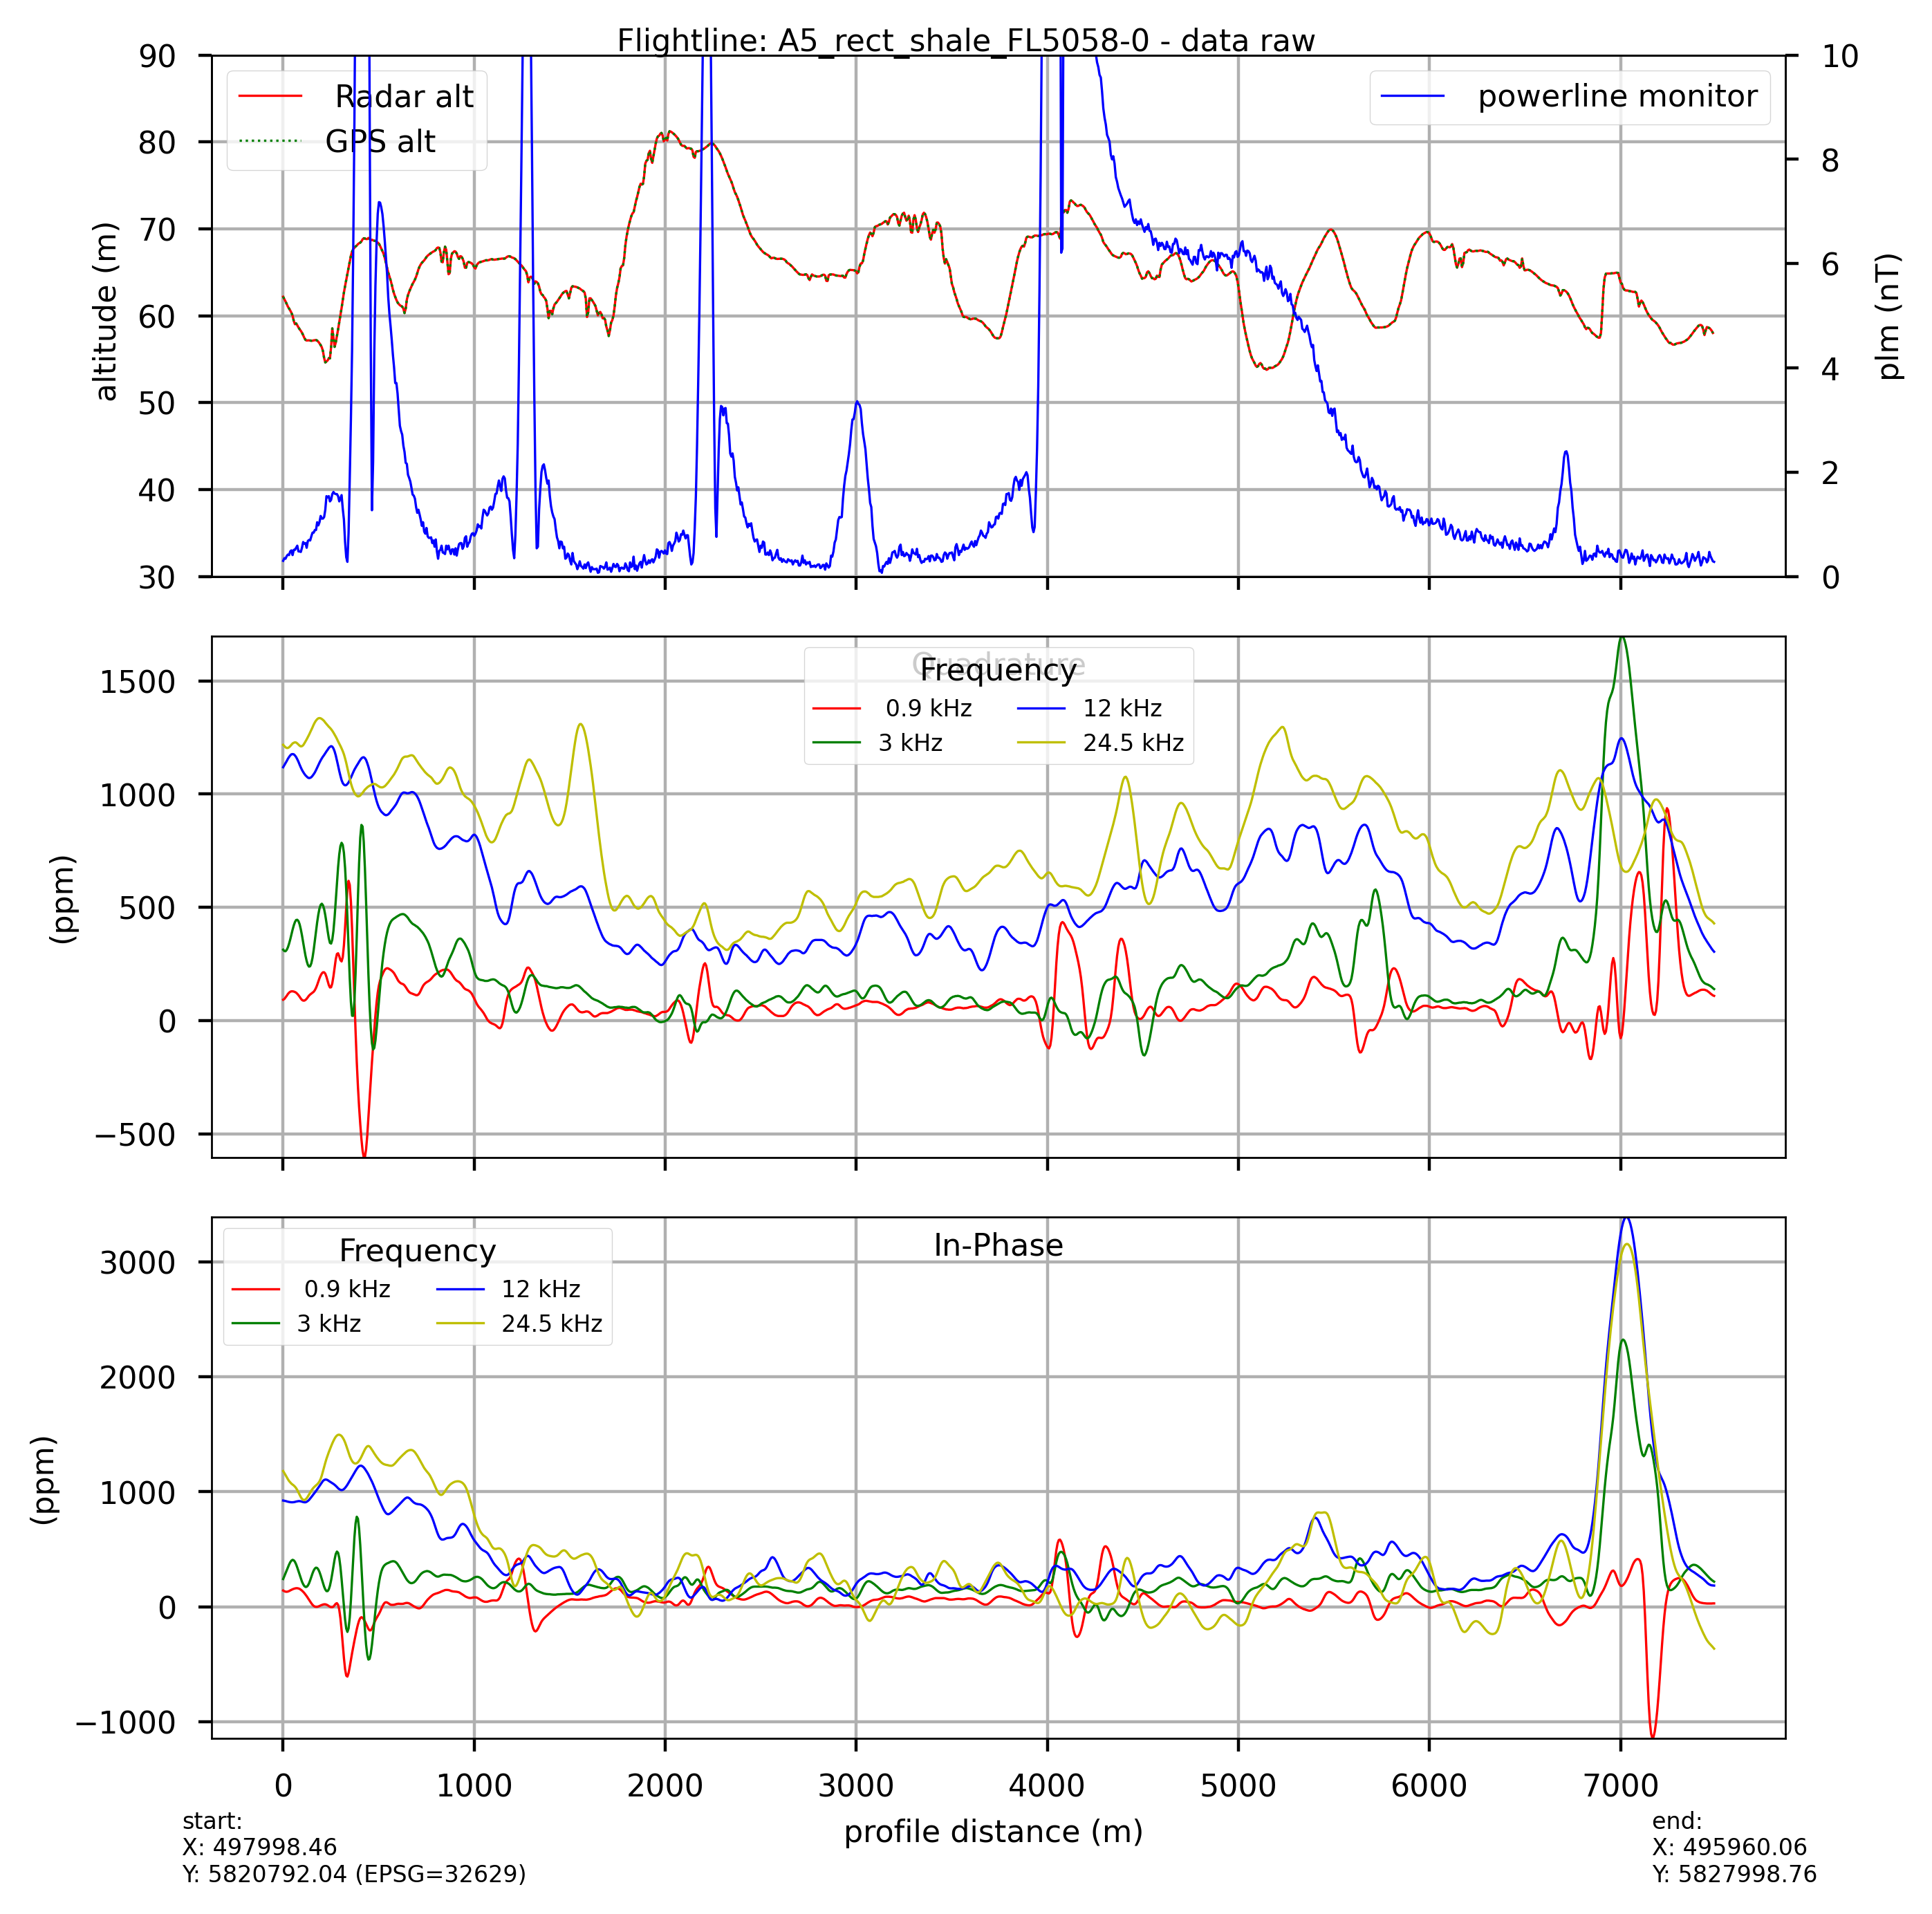 Flightline: A5_rect_shale_FL5058-0 - data raw
90
80
70
60
50
40
30
altitude (m)
Radar alt
GPS alt
powerline monitor
10
8
6
4
2
0
plm (nT)
Quadrature
Frequency
0.9 kHz
12 kHz
3 kHz
24.5 kHz
1500
1000
500
0
−500
(ppm)
In-Phase
Frequency
0.9 kHz
12 kHz
3 kHz
24.5 kHz
3000
2000
1000
0
−1000
(ppm)
0 1000 2000 3000 4000 5000 6000 7000
profile distance (m)
start:
X: 497998.46
Y: 5820792.04 (EPSG=32629)
end:
X: 495960.06
Y: 5827998.76